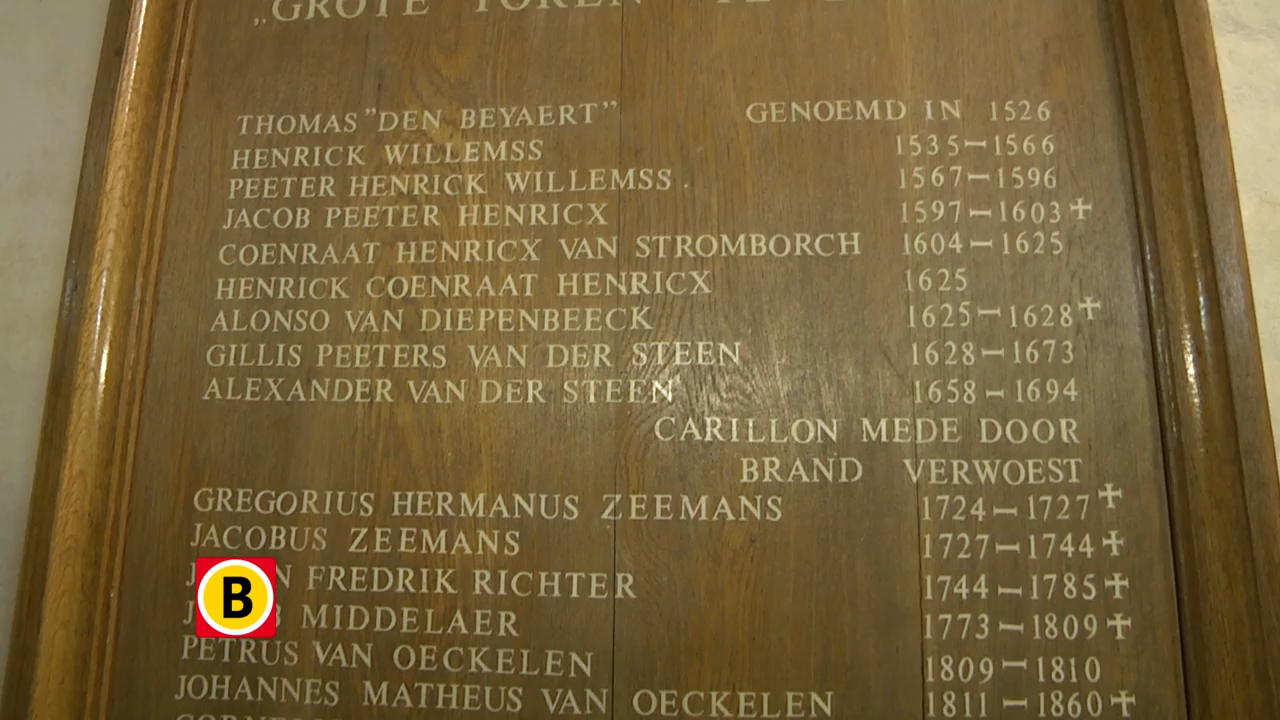 „GROTE TOREN" TE
THOMAS "DEN BEYAERT" GENOEMD IN 1526
HENRICK WILLEMSS 1535–1566
PEETER HENRICK WILLEMSS. 1567–1596
JACOB PEETER HENRICX 1597–1603 ✝
COENRAAT HENRICX VAN STROMBORCH 1604–1625
HENRICK COENRAAT HENRICX 1625
ALONSO VAN DIEPENBEECK 1625–1628 ✝
GILLIS PEETERS VAN DER STEEN 1628–1673
ALEXANDER VAN DER STEEN 1658–1694
CARILLON MEDE DOOR
BRAND VERWOEST
GREGORIUS HERMANUS ZEEMANS 1724–1727 ✝
JACOBUS ZEEMANS 1727–1744 ✝
FREDRIK RICHTER 1744–1785 ✝
B
MIDDELAER 1773–1809 ✝
PETRUS VAN OECKELEN 1809–1810
JOHANNES MATHEUS VAN OECKELEN 1811–1860 ✝